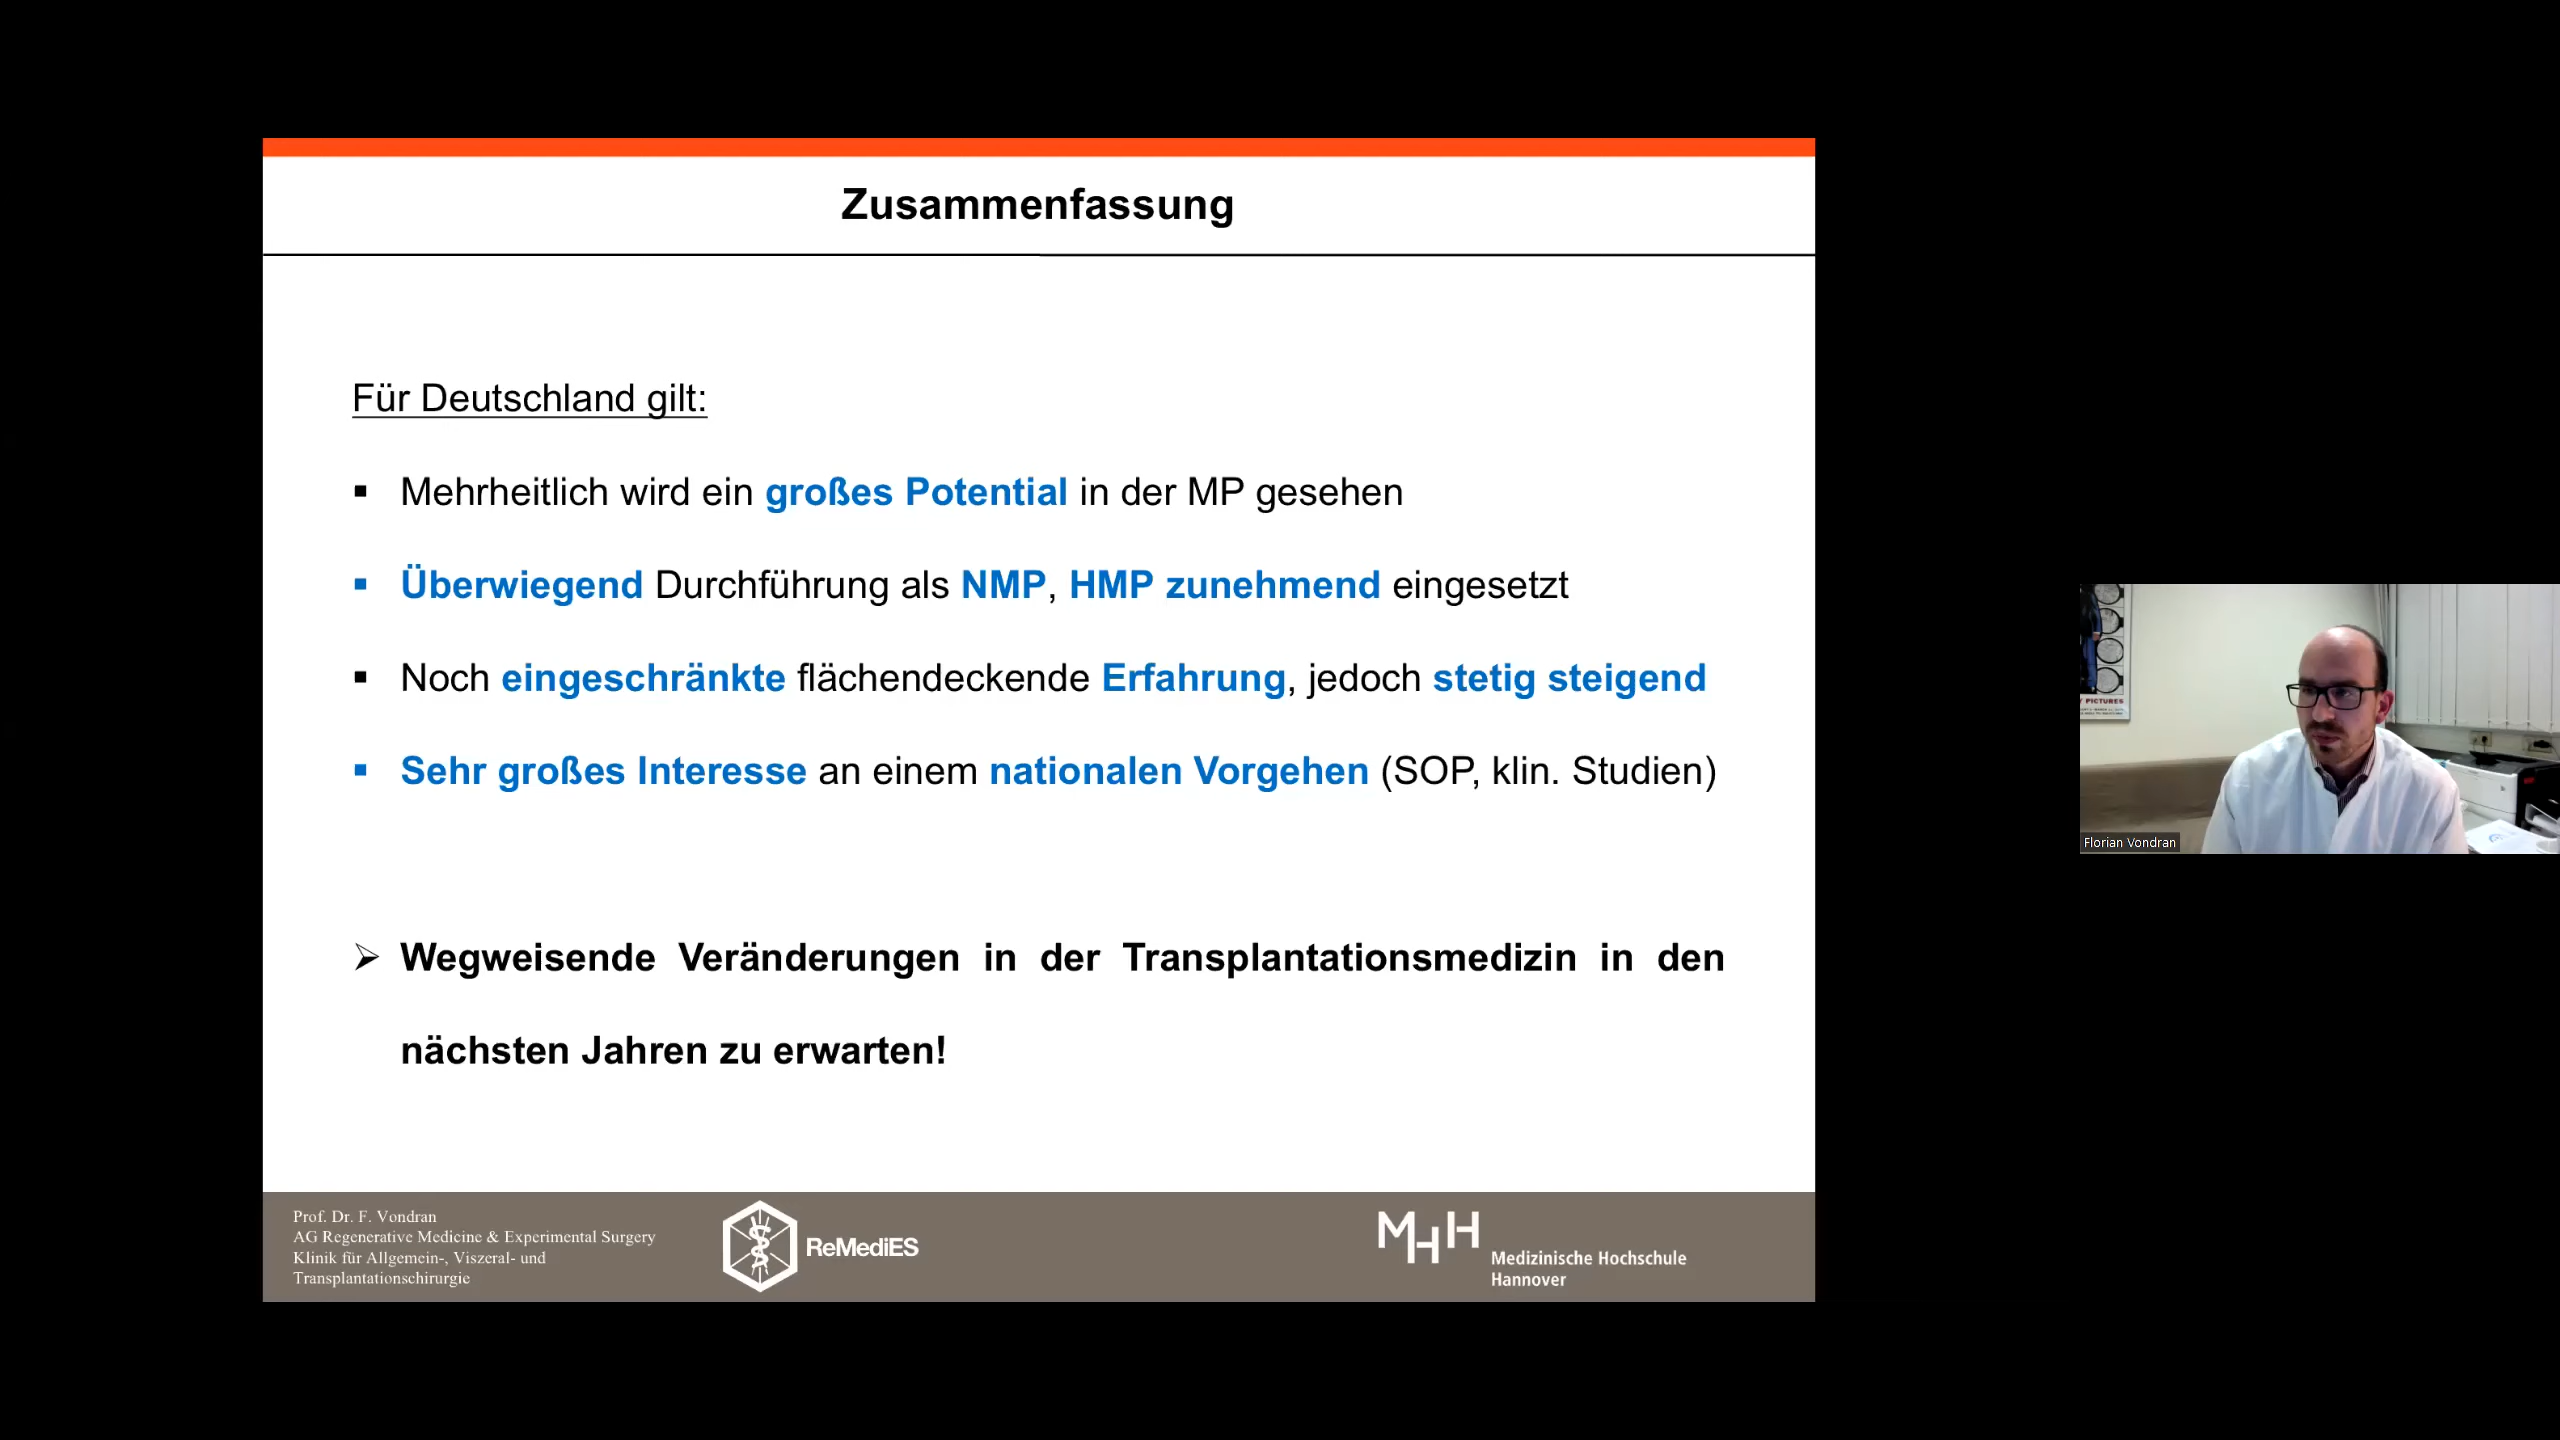 Zusammenfassung
Für Deutschland gilt:
▪ Mehrheitlich wird ein großes Potential in der MP gesehen
▪ Überwiegend Durchführung als NMP, HMP zunehmend eingesetzt
▪ Noch eingeschränkte flächendeckende Erfahrung, jedoch stetig steigend
▪ Sehr großes Interesse an einem nationalen Vorgehen (SOP, klin. Studien)
➢ Wegweisende Veränderungen in der Transplantationsmedizin in den
nächsten Jahren zu erwarten!
Prof. Dr. F. Vondran
AG Regenerative Medicine & Experimental Surgery
Klinik für Allgemein-, Viszeral- und
Transplantationschirurgie
ReMediES
MHH
Medizinische Hochschule
Hannover
PICTURES
Florian Vondran